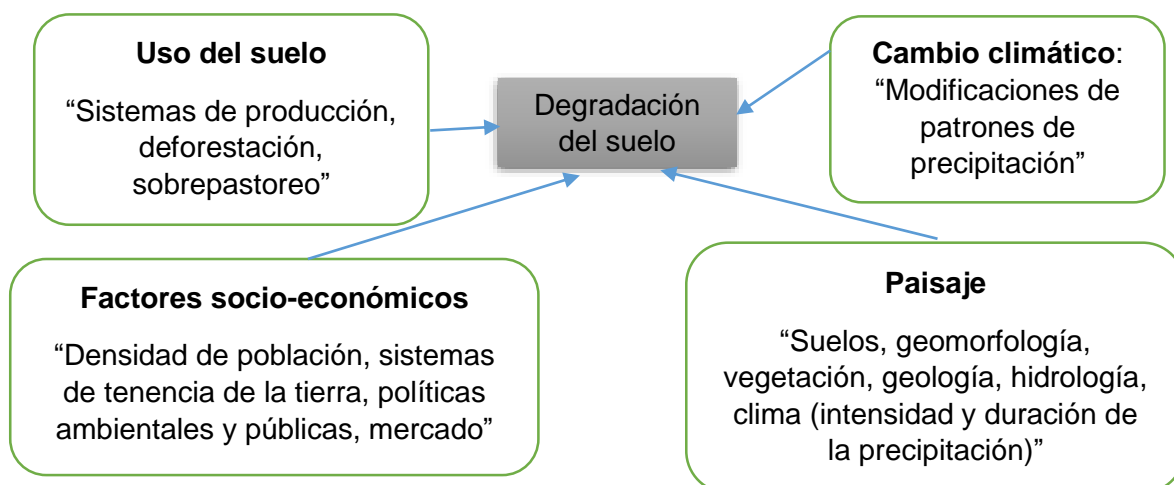 Uso del suelo
“Sistemas de producción,
deforestación,
sobrepastoreo”
Degradación
del suelo
Cambio climático:
“Modificaciones de
patrones de
precipitación”
Factores socio-económicos
“Densidad de población, sistemas
de tenencia de la tierra, políticas
ambientales y públicas, mercado”
Paisaje
“Suelos, geomorfología,
vegetación, geología, hidrología,
clima (intensidad y duración de
la precipitación)”